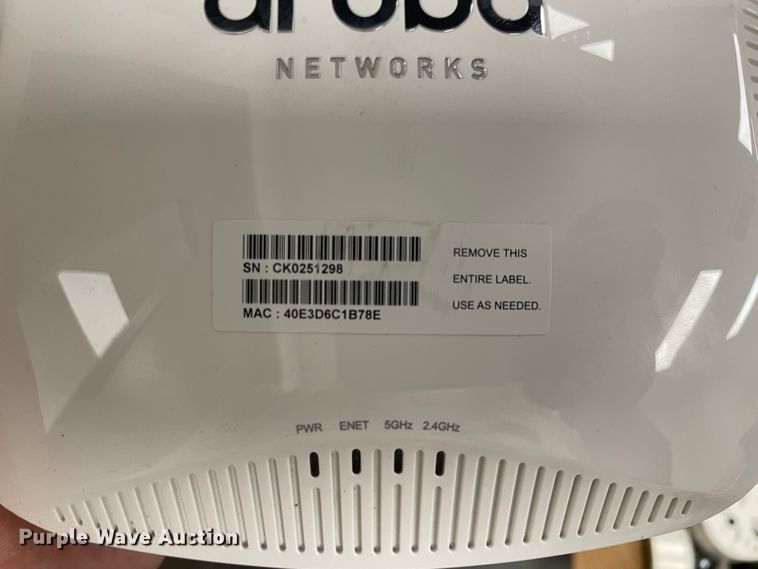 aruba
NETWORKS
SN : CK0251298
MAC : 40E3D6C1B78E
REMOVE THIS
ENTIRE LABEL.
USE AS NEEDED.
PWR ENET 5GHz 2.4GHz
Purple Wave Auction